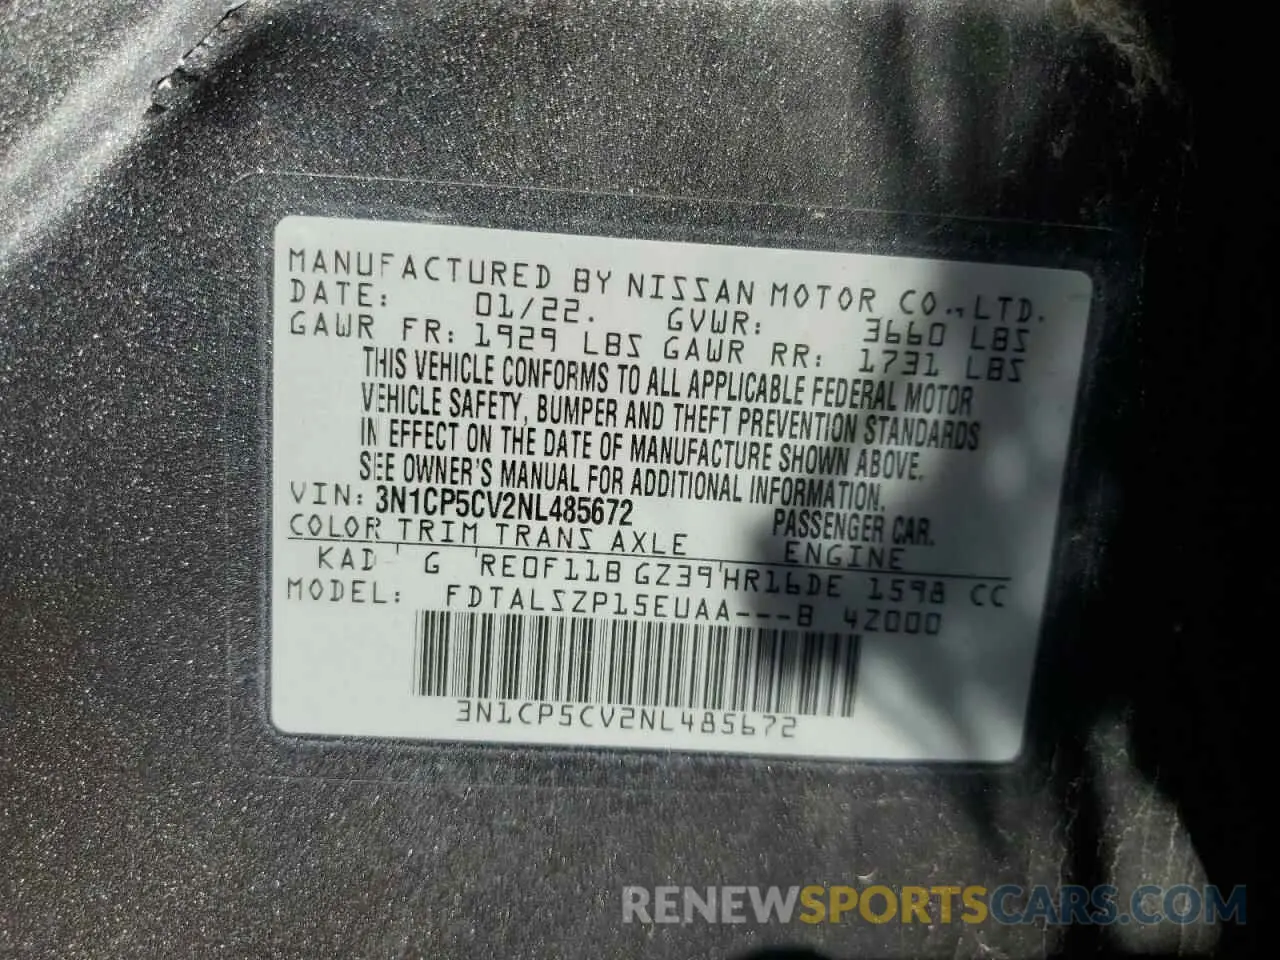 MANUFACTURED BY NISSAN MOTOR CO.,LTD.
DATE: 01/22. GVWR: 3660 LBS
GAWR FR: 1929 LBS GAWR RR: 1731 LBS
THIS VEHICLE CONFORMS TO ALL APPLICABLE FEDERAL MOTOR
VEHICLE SAFETY, BUMPER AND THEFT PREVENTION STANDARDS
IN EFFECT ON THE DATE OF MANUFACTURE SHOWN ABOVE.
SEE OWNER'S MANUAL FOR ADDITIONAL INFORMATION.
VIN: 3N1CP5CV2NL485672 PASSENGER CAR.
COLOR TRIM TRANS AXLE ENGINE
KAD G RE0F11B GZ39 HR16DE 1598 CC
MODEL: FDTALSZP15EUAA---B 42000
3N1CP5CV2NL485672
RENEWSPORTSCARS.COM